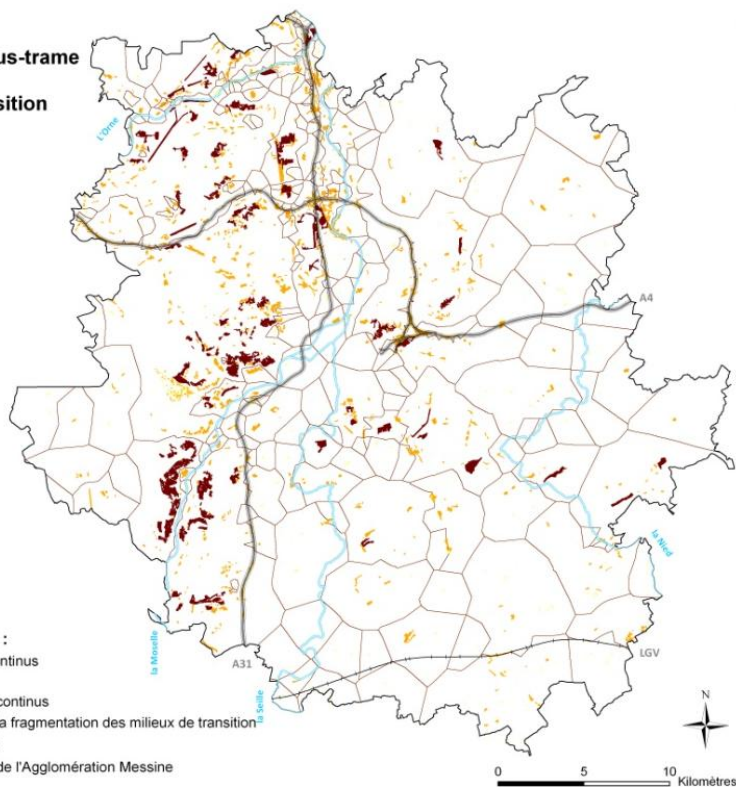 us-trame
sition
L'Orne
A4
la Nied
LGV
A31
la Moselle
la Seille
:
ntinus
continus
a fragmentation des milieux de transition
de l'Agglomération Messine
N
0 5 10
Kilomètres